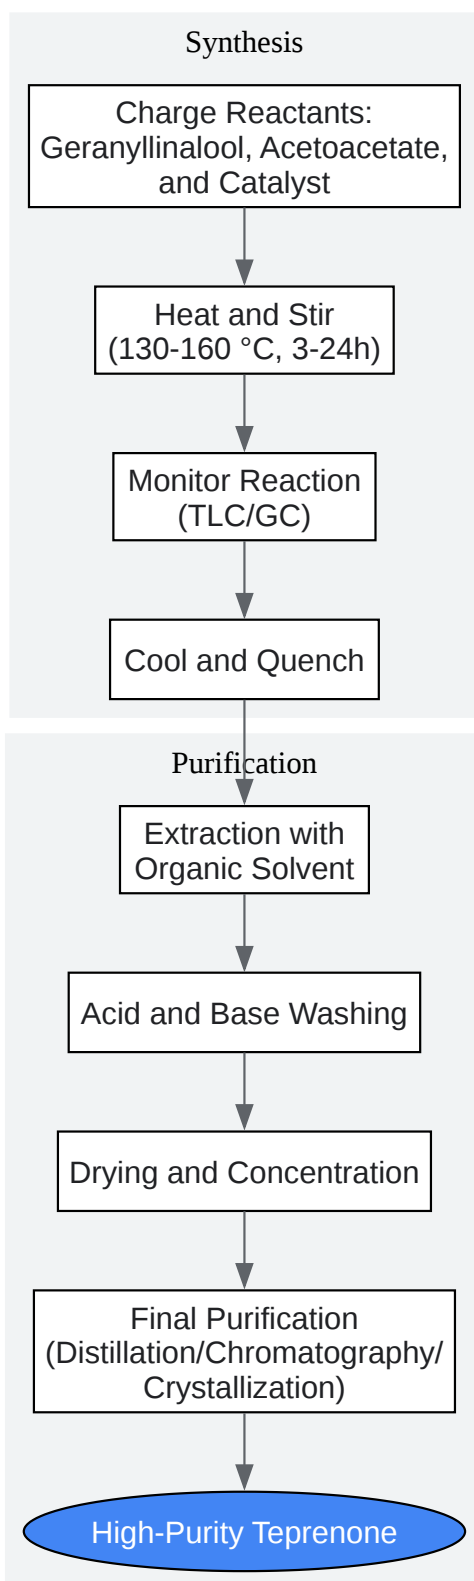 Synthesis
Charge Reactants:
Geranyllinalool, Acetoacetate,
and Catalyst
Heat and Stir
(130-160 °C, 3-24h)
Monitor Reaction
(TLC/GC)
Cool and Quench
Purification
Extraction with
Organic Solvent
Acid and Base Washing
Drying and Concentration
Final Purification
(Distillation/Chromatography/
Crystallization)
High-Purity Teprenone